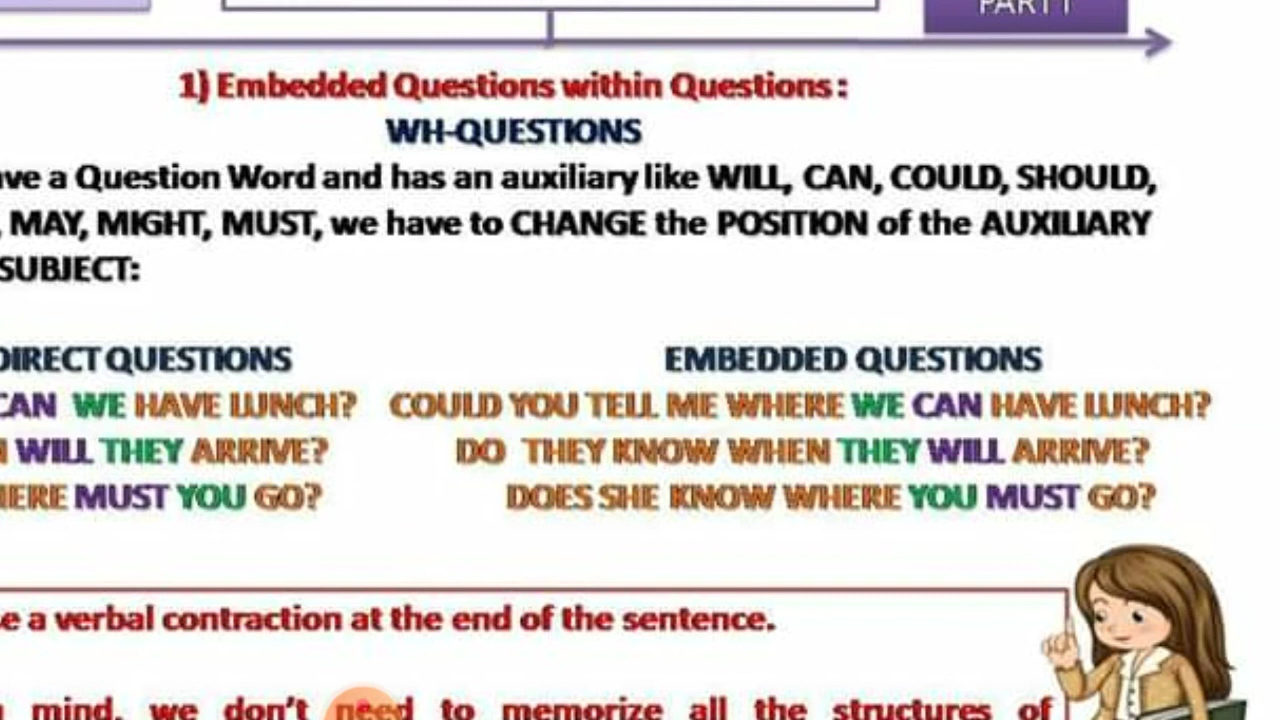 PART I
1) Embedded Questions within Questions :
WH-QUESTIONS
ve a Question Word and has an auxiliary like WILL, CAN, COULD, SHOULD,
, MAY, MIGHT, MUST, we have to CHANGE the POSITION of the AUXILIARY
SUBJECT:
DIRECT QUESTIONS EMBEDDED QUESTIONS
CAN WE HAVE LUNCH? COULD YOU TELL ME WHERE WE CAN HAVE LUNCH?
WILL THEY ARRIVE? DO THEY KNOW WHEN THEY WILL ARRIVE?
HERE MUST YOU GO? DOES SHE KNOW WHERE YOU MUST GO?
e a verbal contraction at the end of the sentence.
mind, we don't need to memorize all the structures of